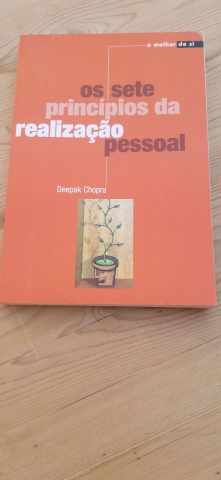 o melhor de si
os sete
princípios da
realização
pessoal
Deepak Chopra